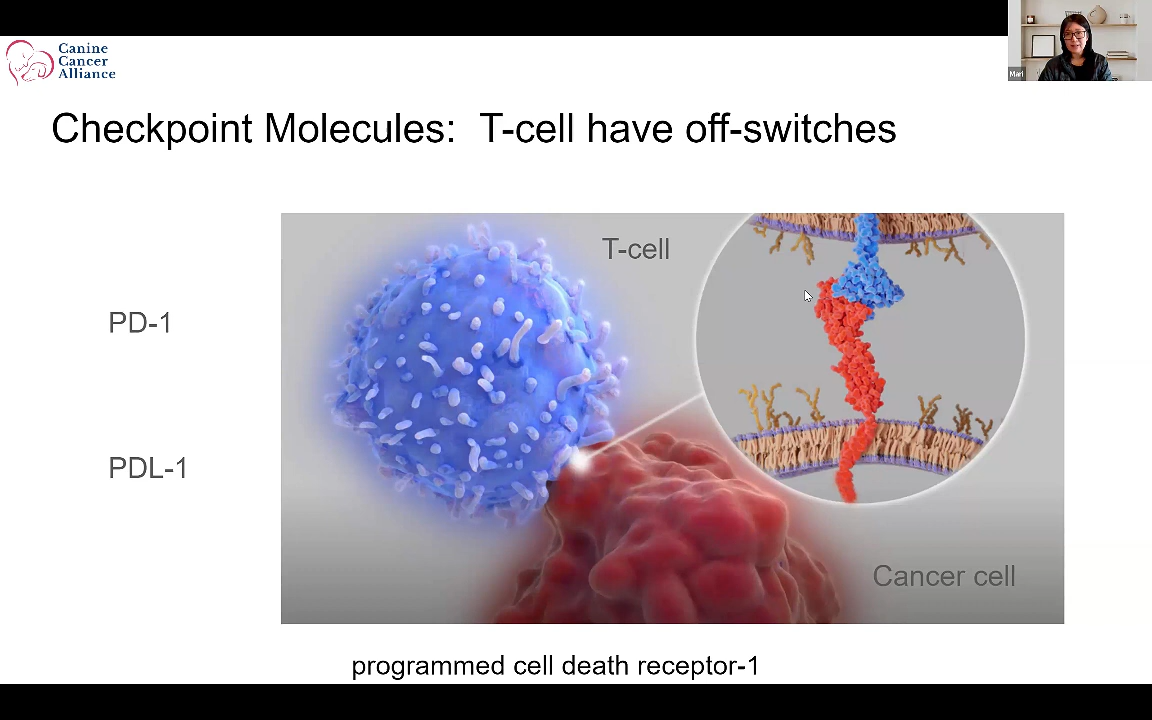 Canine
Cancer
Alliance
Mari
Checkpoint Molecules:  T-cell have off-switches
T-cell
PD-1
PDL-1
Cancer cell
programmed cell death receptor-1